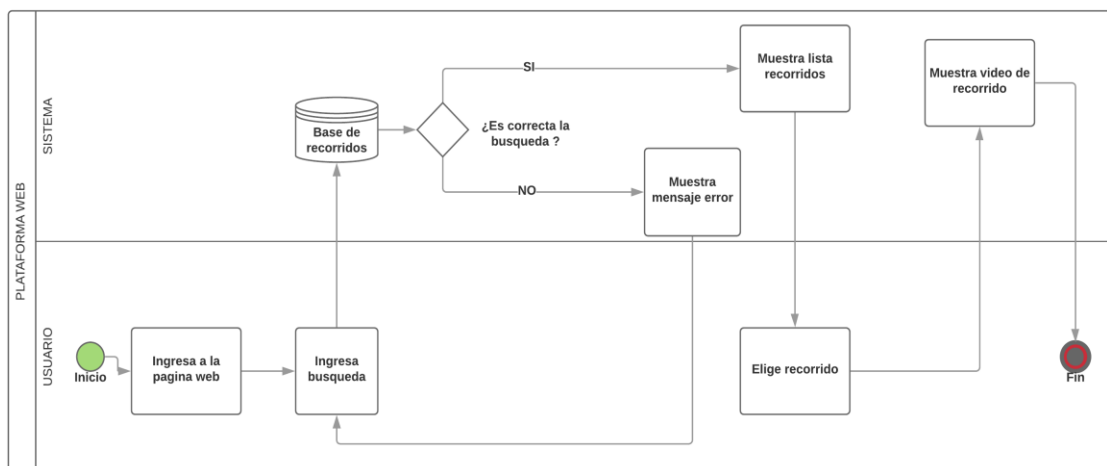 PLATAFORMA WEB
SISTEMA
Base de
recorridos
¿Es correcta la
busqueda ?
SI
NO
Muestra lista
recorridos
Muestra
mensaje error
Muestra video de
recorrido
USUARIO
Inicio
Ingresa a la
pagina web
Ingresa
busqueda
Elige recorrido
Fin